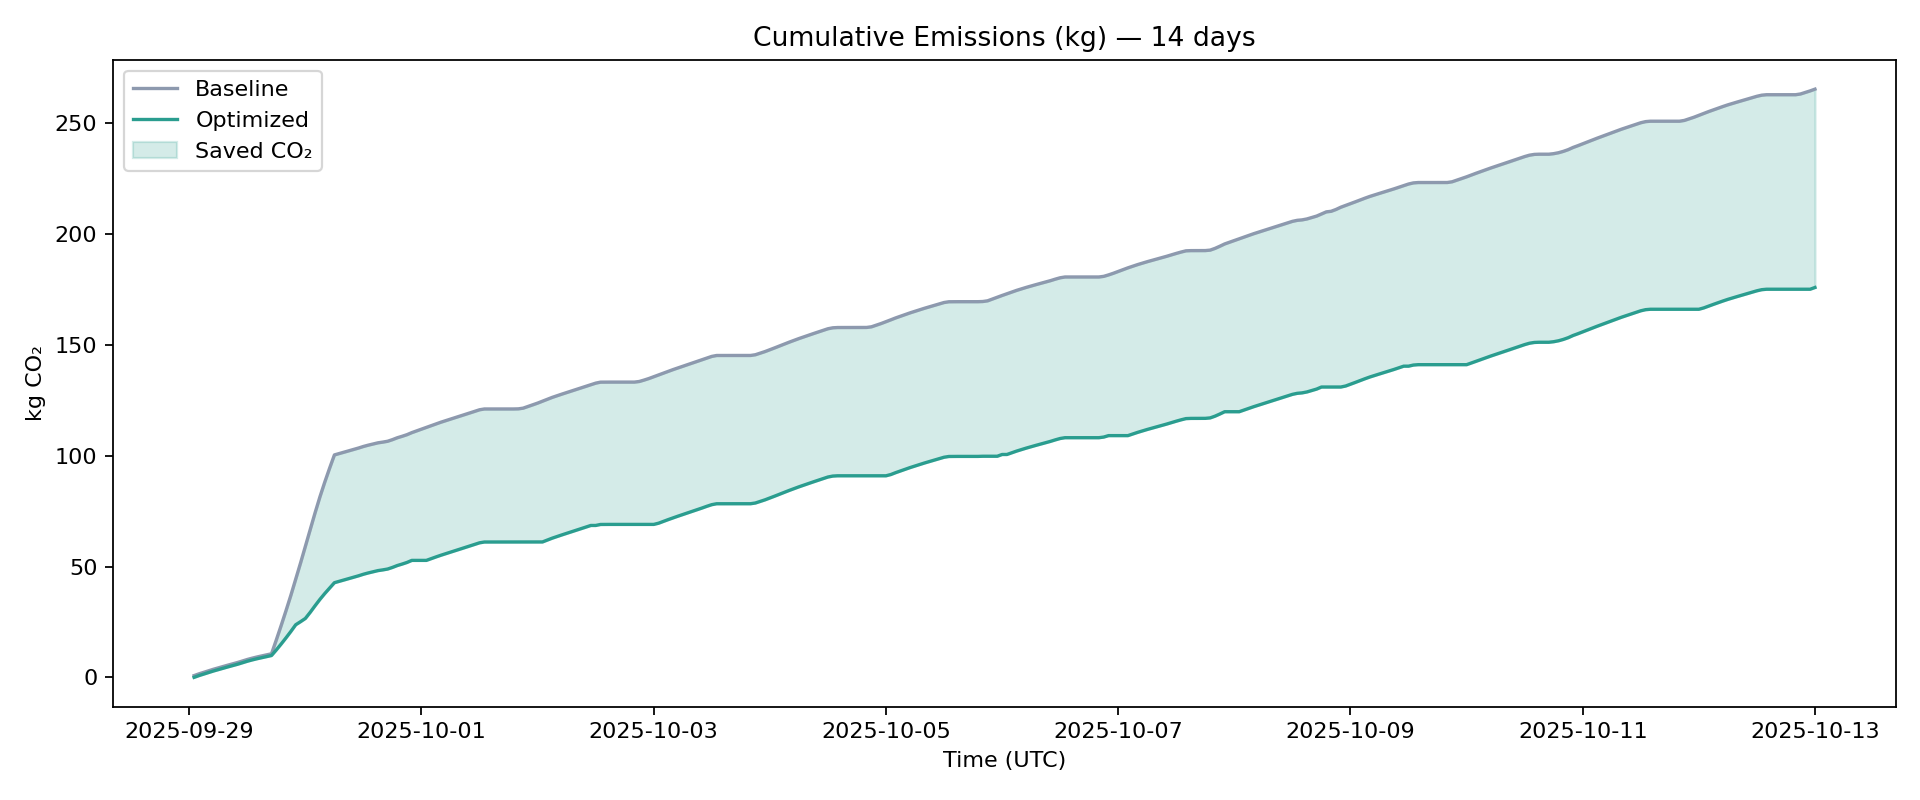 Cumulative Emissions (kg) — 14 days
Baseline
Optimized
Saved CO₂
kg CO₂
250
200
150
100
50
0
2025-09-29 2025-10-01 2025-10-03 2025-10-05 2025-10-07 2025-10-09 2025-10-11 2025-10-13
Time (UTC)